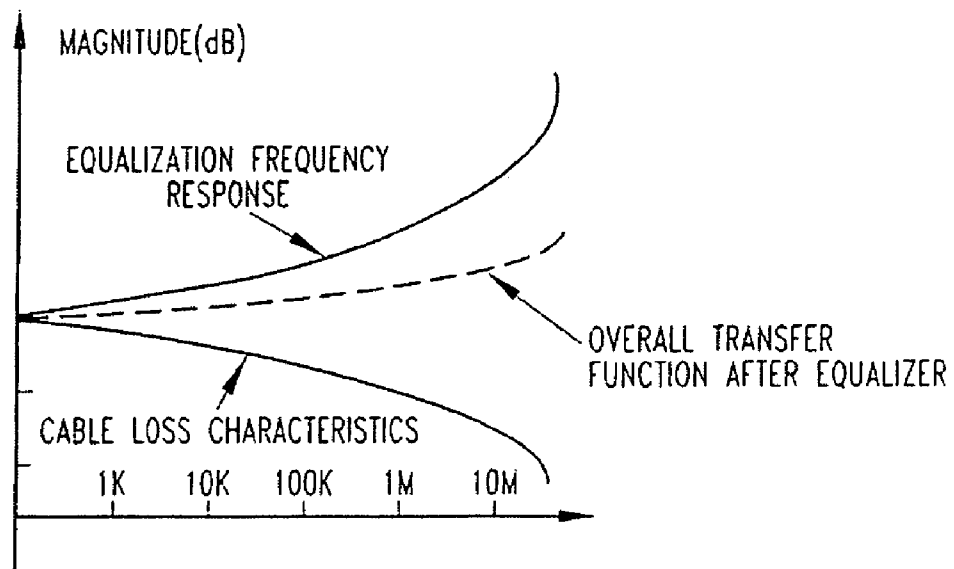 MAGNITUDE(dB)
EQUALIZATION FREQUENCY
RESPONSE
OVERALL TRANSFER
FUNCTION AFTER EQUALIZER
CABLE LOSS CHARACTERISTICS
1K 10K 100K 1M 10M